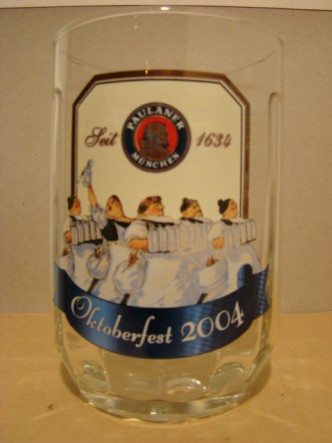 PAULANER
Seit 1634
MÜNCHEN
Oktoberfest 2004